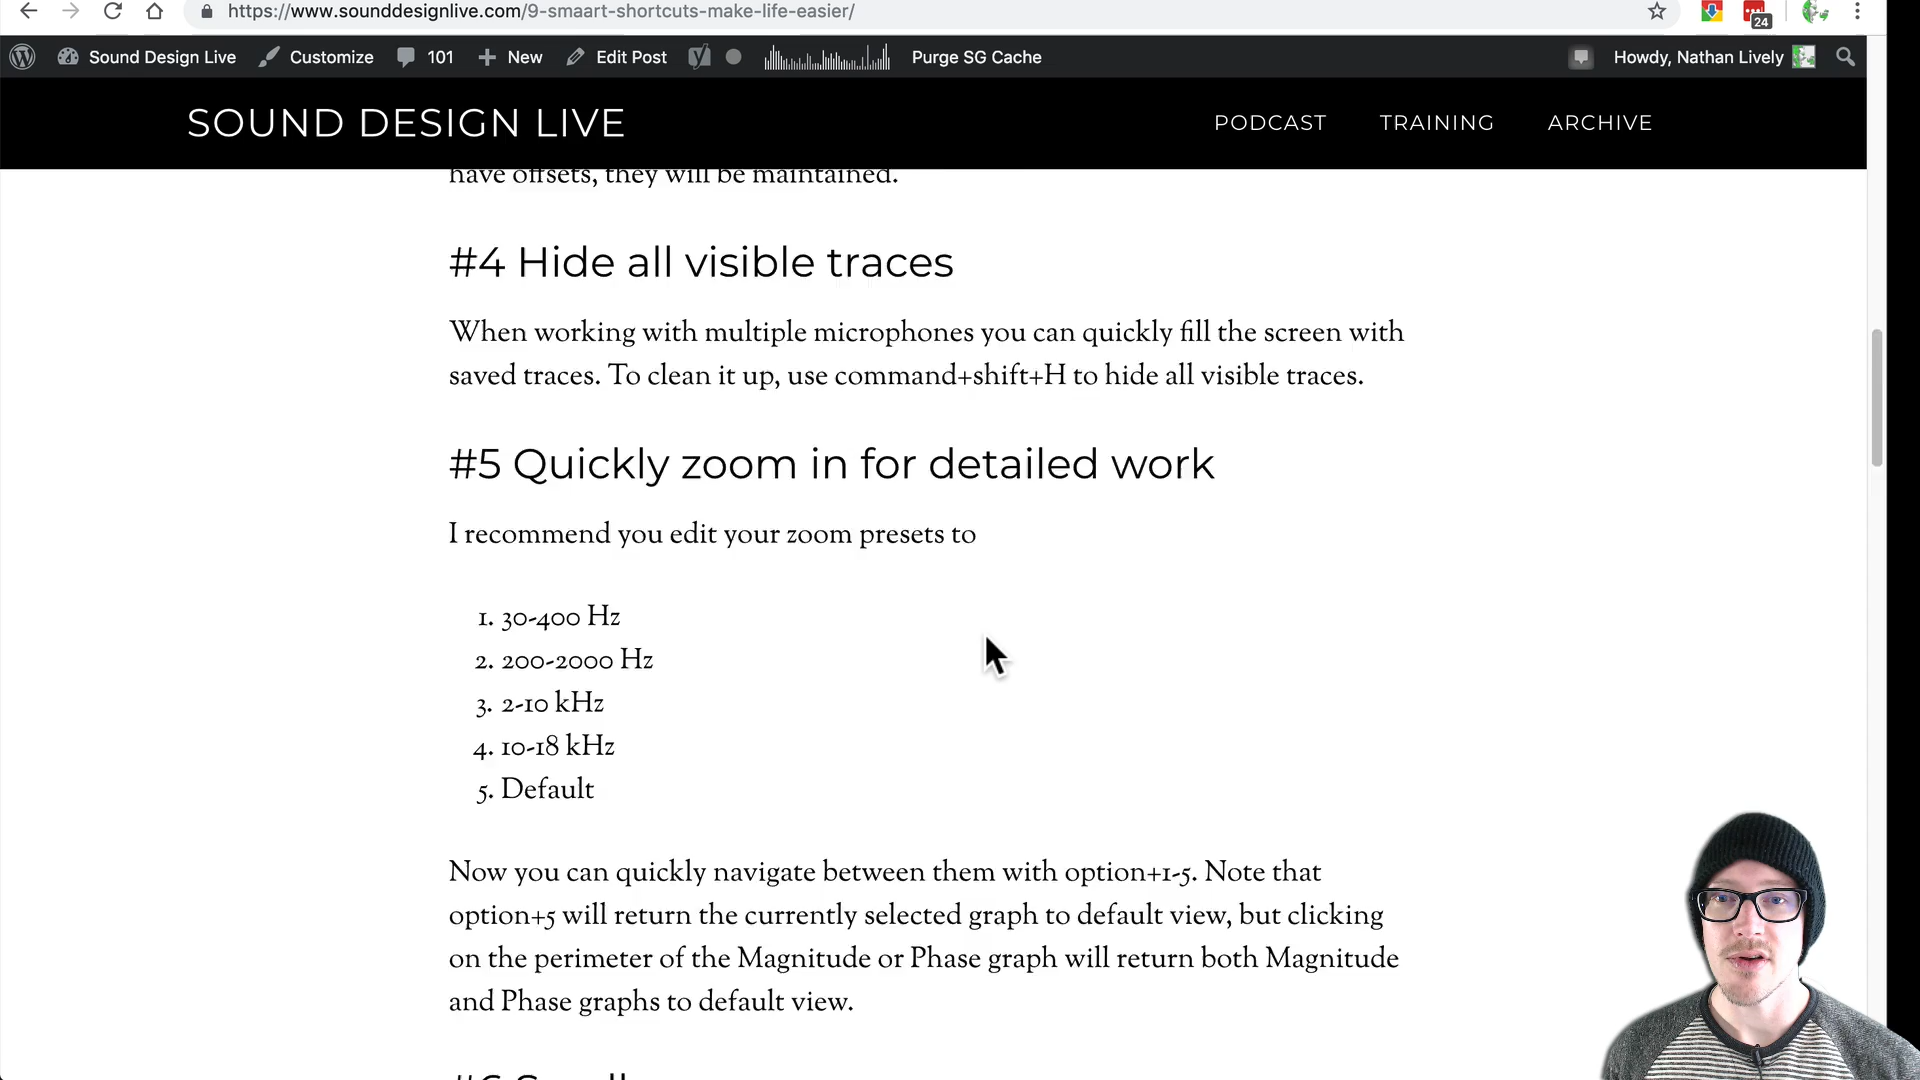 https://www.sounddesignlive.com/9-smaart-shortcuts-make-life-easier/
24
Sound Design Live Customize 101 New Edit Post Purge SG Cache Howdy, Nathan Lively
SOUND DESIGN LIVE PODCAST TRAINING ARCHIVE
have offsets, they will be maintained.
#4 Hide all visible traces
When working with multiple microphones you can quickly fill the screen with
saved traces. To clean it up, use command+shift+H to hide all visible traces.
#5 Quickly zoom in for detailed work
I recommend you edit your zoom presets to
1. 30-400 Hz
2. 200-2000 Hz
3. 2-10 kHz
4. 10-18 kHz
5. Default
Now you can quickly navigate between them with option+1-5. Note that
option+5 will return the currently selected graph to default view, but clicking
on the perimeter of the Magnitude or Phase graph will return both Magnitude
and Phase graphs to default view.